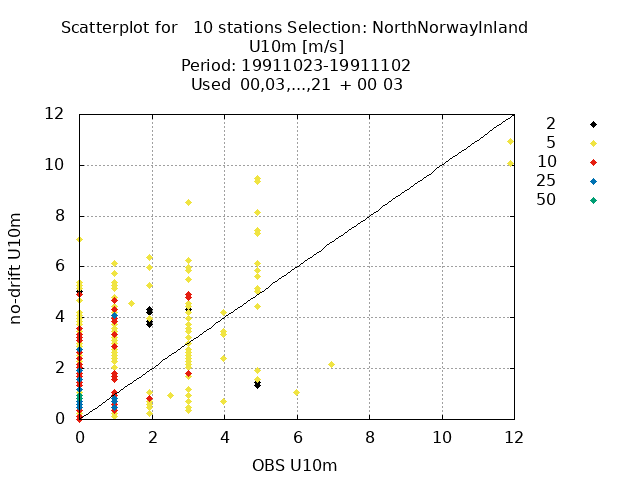 Scatterplot for   10 stations Selection: NorthNorwayInland
U10m [m/s]
Period: 19911023-19911102
Used  00,03,...,21  + 00 03
12
10
8
6
4
2
0
no-drift U10m
0 2 4 6 8 10 12
OBS U10m
2
5
10
25
50